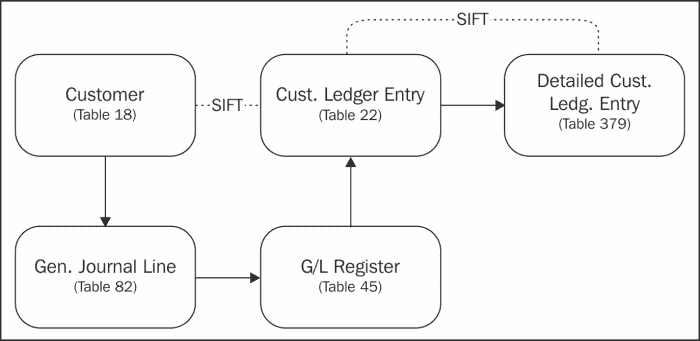 SIFT
Customer
(Table 18)
SIFT
Cust. Ledger Entry
(Table 22)
Detailed Cust.
Ledg. Entry
(Table 379)
Gen. Journal Line
(Table 82)
G/L Register
(Table 45)